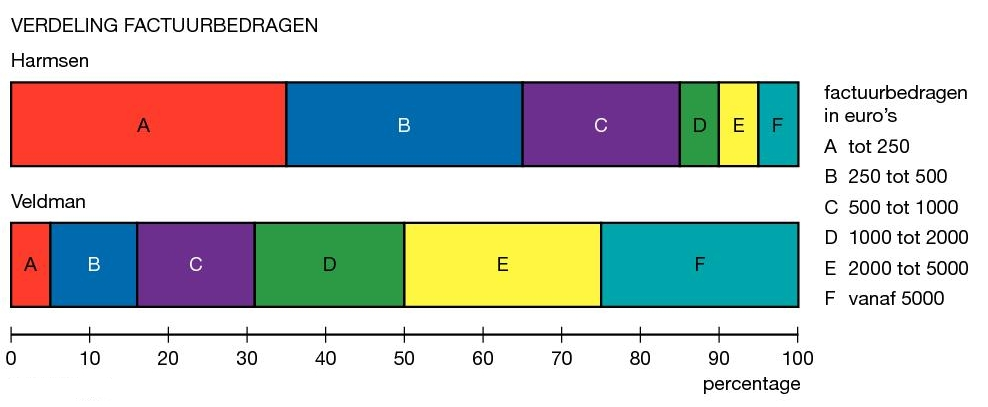 VERDELING FACTUURBEDRAGEN
Harmsen
A B C D E F
Veldman
A B C D E F
0 10 20 30 40 50 60 70 80 90 100
percentage
factuurbedragen
in euro's
A tot 250
B 250 tot 500
C 500 tot 1000
D 1000 tot 2000
E 2000 tot 5000
F vanaf 5000